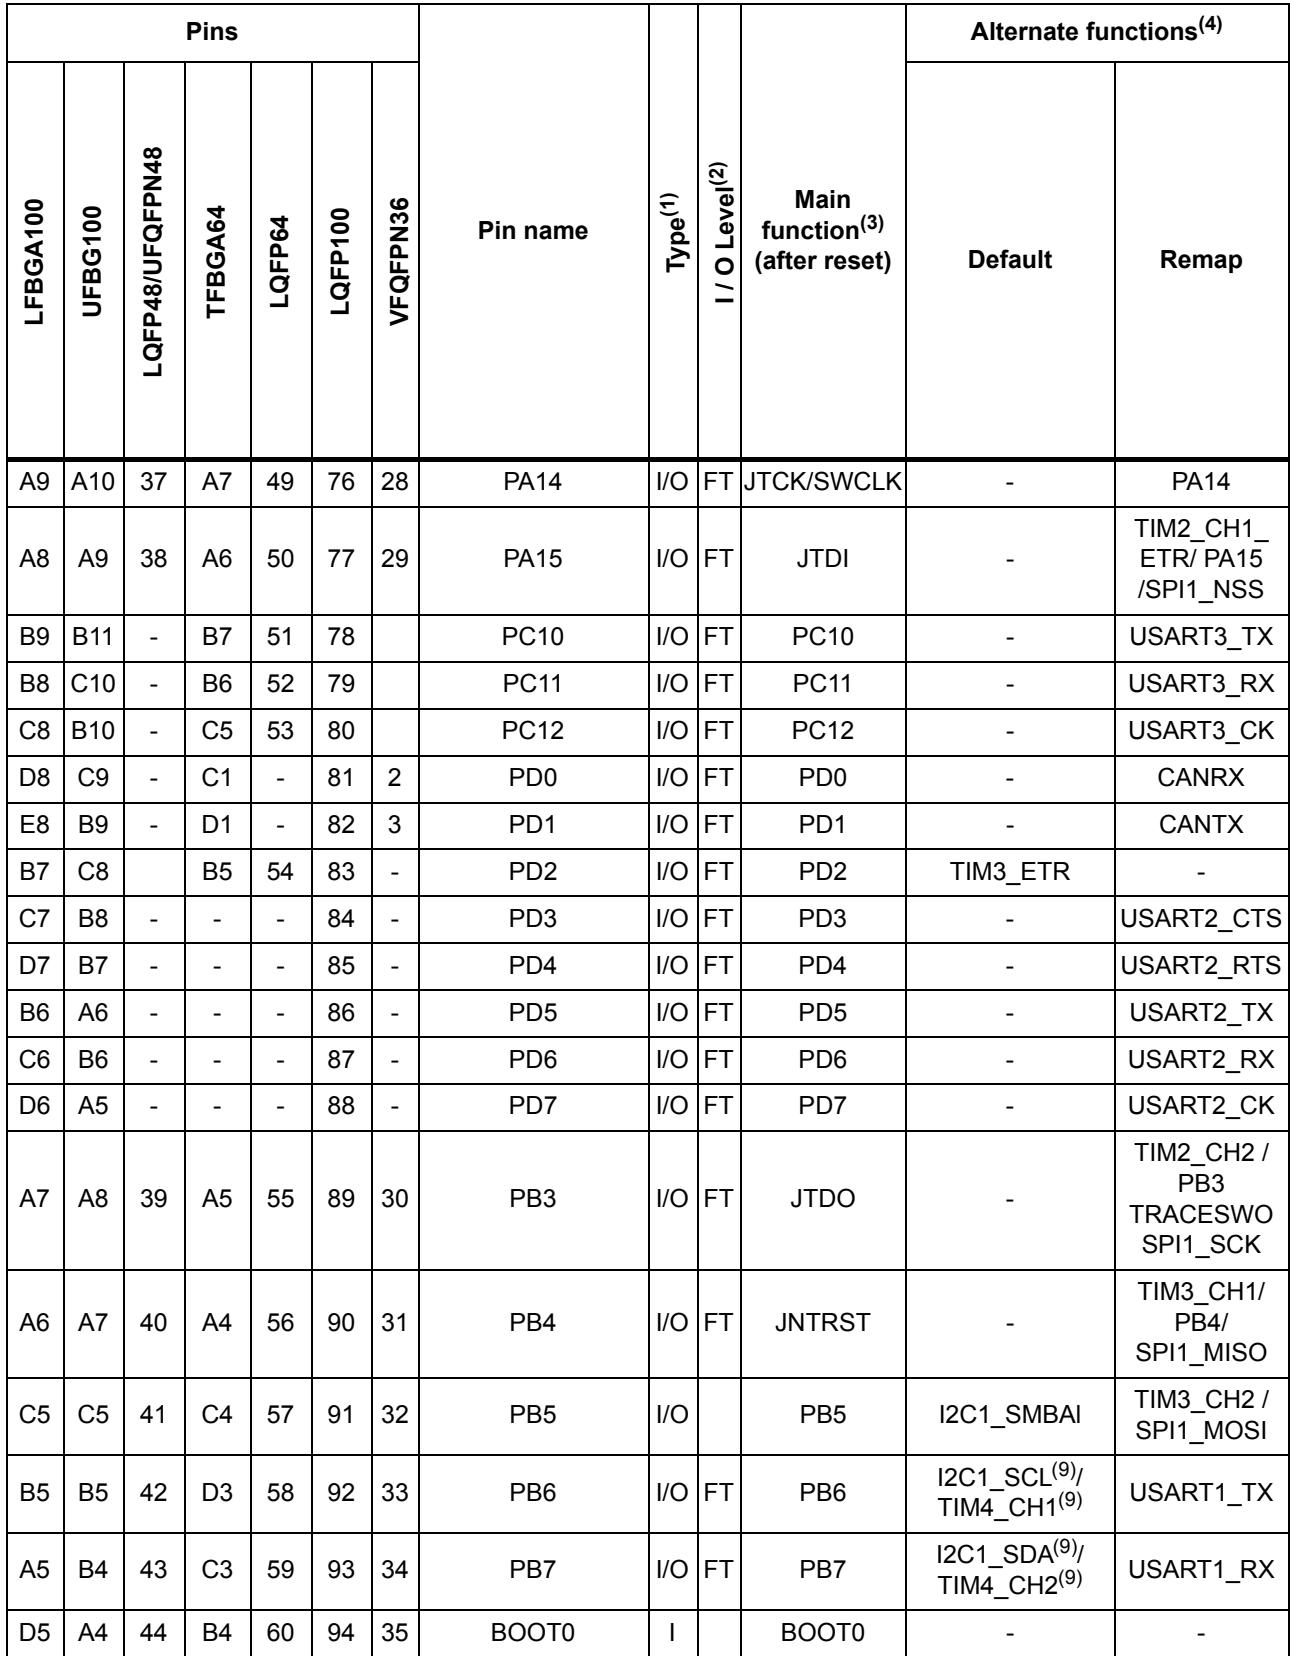 Pins Alternate functions(4)
LFBGA100 UFBG100 LQFP48/UFQFPN48 TFBGA64 LQFP64 LQFP100 VFQFPN36 Pin name Type(1) I / O Level(2) Main function(3) (after reset) Default Remap
A9 A10 37 A7 49 76 28 PA14 I/O FT JTCK/SWCLK - PA14
A8 A9 38 A6 50 77 29 PA15 I/O FT JTDI - TIM2_CH1_ ETR/ PA15 /SPI1_NSS
B9 B11 - B7 51 78 PC10 I/O FT PC10 - USART3_TX
B8 C10 - B6 52 79 PC11 I/O FT PC11 - USART3_RX
C8 B10 - C5 53 80 PC12 I/O FT PC12 - USART3_CK
D8 C9 - C1 - 81 2 PD0 I/O FT PD0 - CANRX
E8 B9 - D1 - 82 3 PD1 I/O FT PD1 - CANTX
B7 C8 B5 54 83 - PD2 I/O FT PD2 TIM3_ETR -
C7 B8 - - - 84 - PD3 I/O FT PD3 - USART2_CTS
D7 B7 - - - 85 - PD4 I/O FT PD4 - USART2_RTS
B6 A6 - - - 86 - PD5 I/O FT PD5 - USART2_TX
C6 B6 - - - 87 - PD6 I/O FT PD6 - USART2_RX
D6 A5 - - - 88 - PD7 I/O FT PD7 - USART2_CK
A7 A8 39 A5 55 89 30 PB3 I/O FT JTDO - TIM2_CH2 / PB3 TRACESWO SPI1_SCK
A6 A7 40 A4 56 90 31 PB4 I/O FT JNTRST - TIM3_CH1/ PB4/ SPI1_MISO
C5 C5 41 C4 57 91 32 PB5 I/O PB5 I2C1_SMBAl TIM3_CH2 / SPI1_MOSI
B5 B5 42 D3 58 92 33 PB6 I/O FT PB6 I2C1_SCL(9)/ TIM4_CH1(9) USART1_TX
A5 B4 43 C3 59 93 34 PB7 I/O FT PB7 I2C1_SDA(9)/ TIM4_CH2(9) USART1_RX
D5 A4 44 B4 60 94 35 BOOT0 I BOOT0 - -